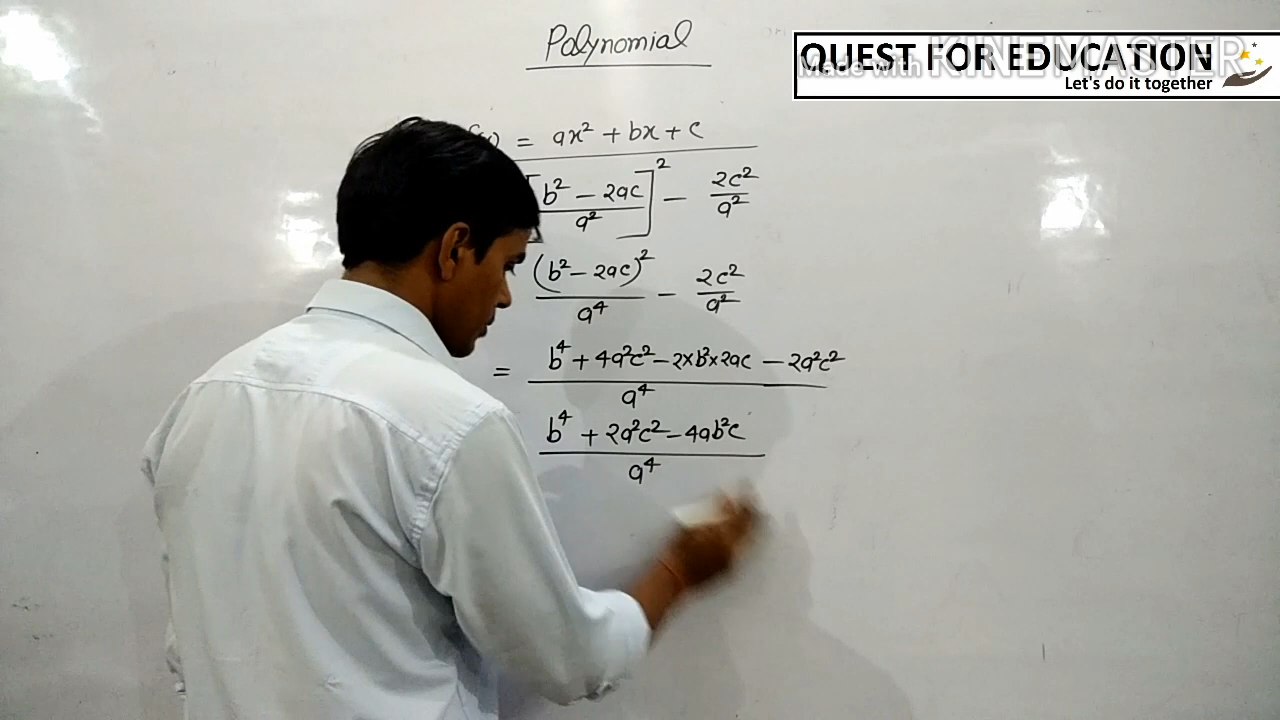 Polynomial
QUEST FOR EDUCATION
Made with KINEMASTER
Let's do it together
= ax² + bx + c
[b² - 2ac / a²]² - 2c²/a²
(b² - 2ac)² / a⁴ - 2c²/a²
= b⁴ + 4a²c² - 2×b²×2ac - 2a²c² / a⁴
b⁴ + 2a²c² - 4ab²c / a⁴